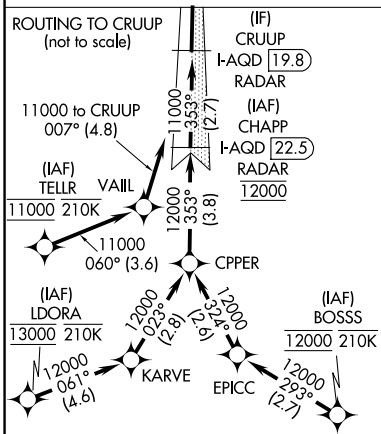 ROUTING TO CRUUP
(not to scale)
(IF)
CRUUP
I-AQD 19.8
RADAR
(IAF)
CHAPP
I-AQD 22.5
RADAR
12000
11000
353°
(2.7)
11000 to CRUUP
007° (4.8)
(IAF)
TELLR
11000 210K
VAIIL
11000
060° (3.6)
12000
353°
(3.8)
CPPER
(IAF)
LDORA
13000 210K
12000
061°
(4.6)
KARVE
12000
023°
(2.8)
12000
324°
(2.6)
EPICC
(IAF)
BOSSS
12000 210K
12000
293°
(2.7)